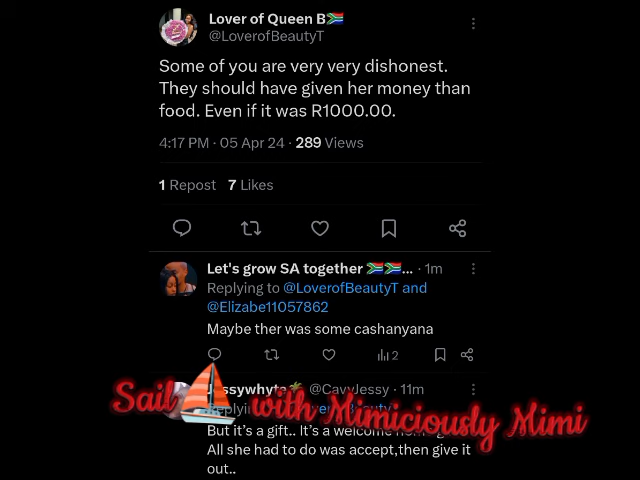 Lover of Queen B🇿🇦
@LoverofBeautyT
Some of you are very very dishonest.
They should have given her money than
food. Even if it was R1000.00.
4:17 PM · 05 Apr 24 · 289 Views
1 Repost 7 Likes
Let's grow SA together 🇿🇦🇿🇦... · 1m
Replying to @LoverofBeautyT and
@Elizabe11057862
Maybe ther was some cashanyana
2
@CavyJessy · 11m
Sail ⛵ with Mimiciously Mimi
But it's a gift.. It's a welcome
All she had to do was accept,then give it
out..